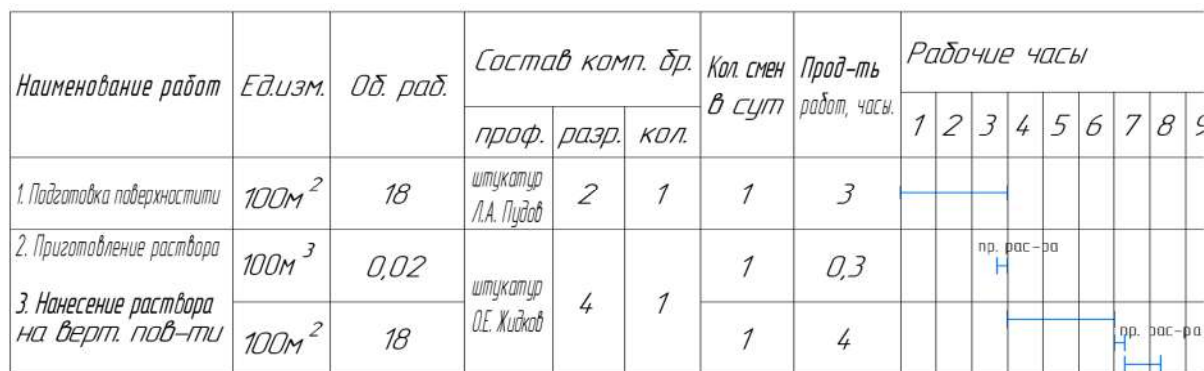 Наименование работ Ед.изм. Об. раб. Состав комп. бр. Кол. смен в сут Прод-ть работ, часы. Рабочие часы
проф. разр. кол. 1 2 3 4 5 6 7 8 9
1. Подготовка поверхностити 100м² 18 штукатур Л.А. Пудов 2 1 1 3
2. Приготовление раствора 100м³ 0,02 штукатур О.Е. Жидков 4 1 1 0,3 пр. рас-ра
3. Нанесение раствора на верт. пов-ти 100м² 18 1 4 пр. рас-ра